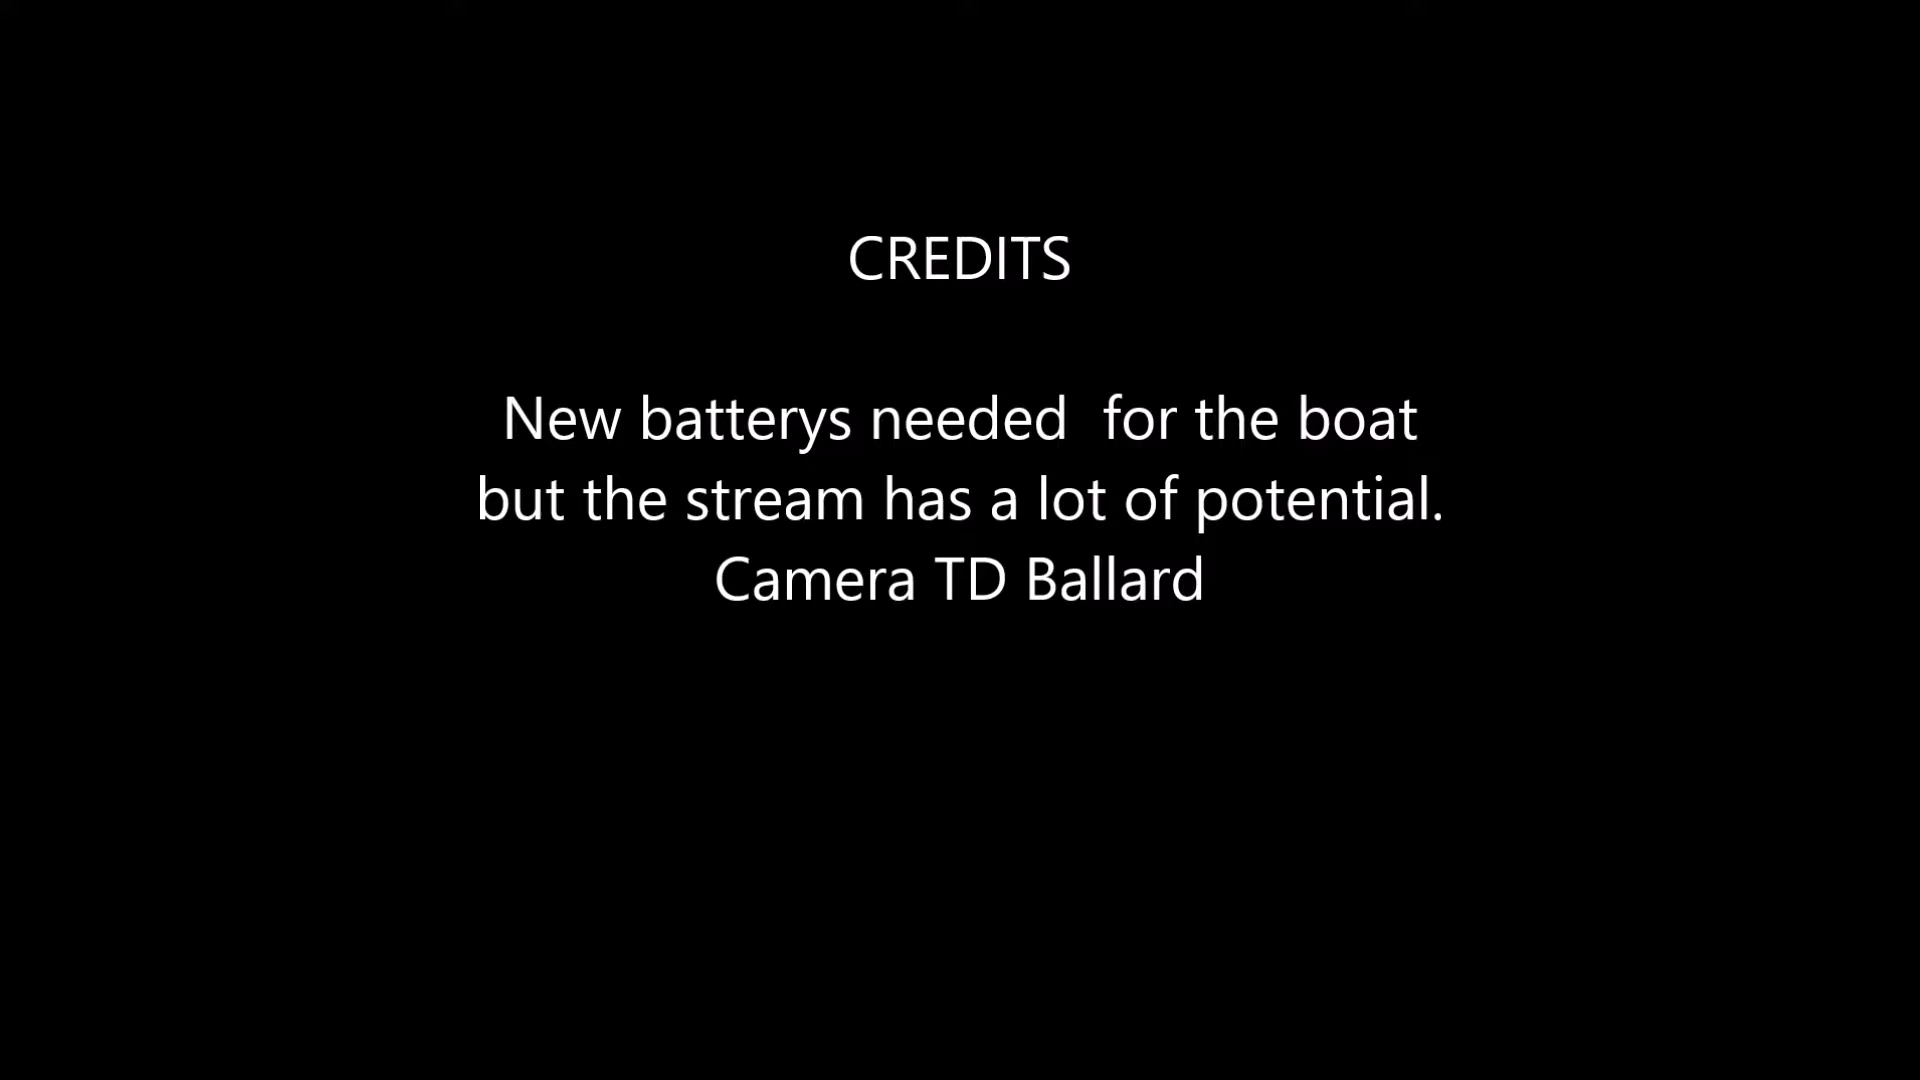 CREDITS
New batterys needed  for the boat
but the stream has a lot of potential.
Camera TD Ballard